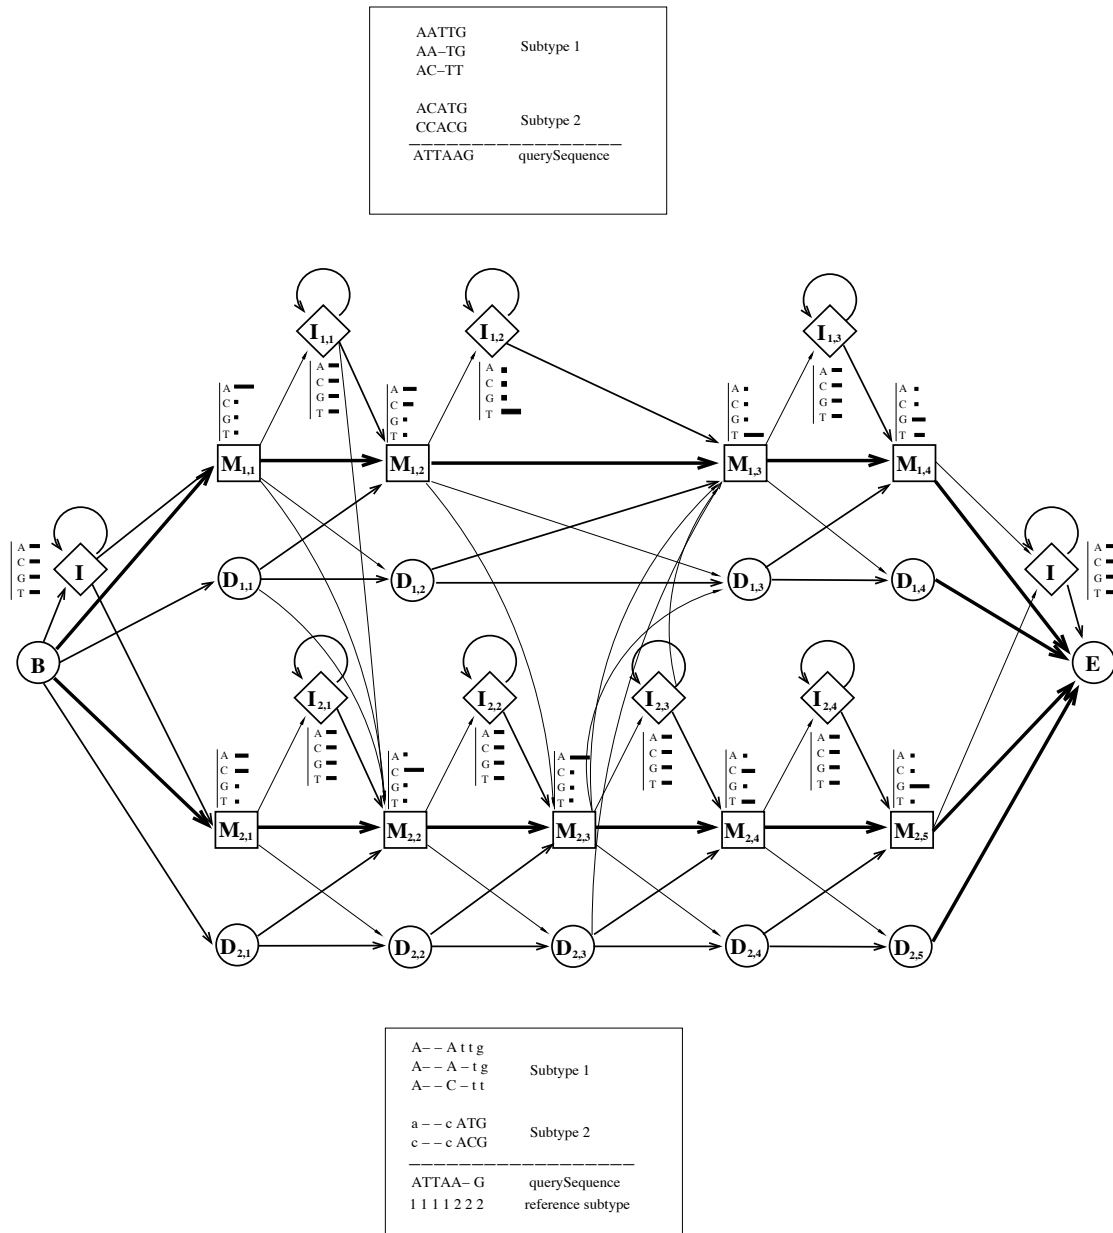 AATTG
AA–TG Subtype 1
AC–TT
ACATG
CCACG Subtype 2
ATTAAG querySequence
I1,1 I1,2 I1,3
A C G T
A C G T
A C G T
A C G T
A C G T
A C G T
A C G T
M1,1 M1,2 M1,3 M1,4
A C G T
I
D1,1 D1,2 D1,3 D1,4
I
A C G T
B
E
I2,1 I2,2 I2,3 I2,4
A C G T
A C G T
A C G T
A C G T
A C G T
A C G T
A C G T
A C G T
A C G T
M2,1 M2,2 M2,3 M2,4 M2,5
D2,1 D2,2 D2,3 D2,4 D2,5
A– – A t t g
A– – A – t g Subtype 1
A– – C – t t
a – – c ATG
c – – c ACG Subtype 2
ATTAA– G querySequence
1 1 1 1 2 2 2 reference subtype